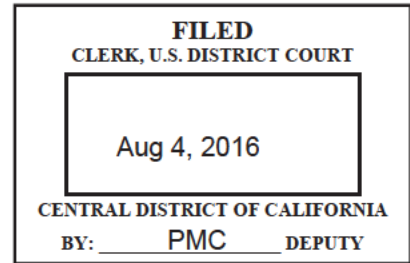 FILED
CLERK, U.S. DISTRICT COURT
Aug 4, 2016
CENTRAL DISTRICT OF CALIFORNIA
BY: PMC DEPUTY